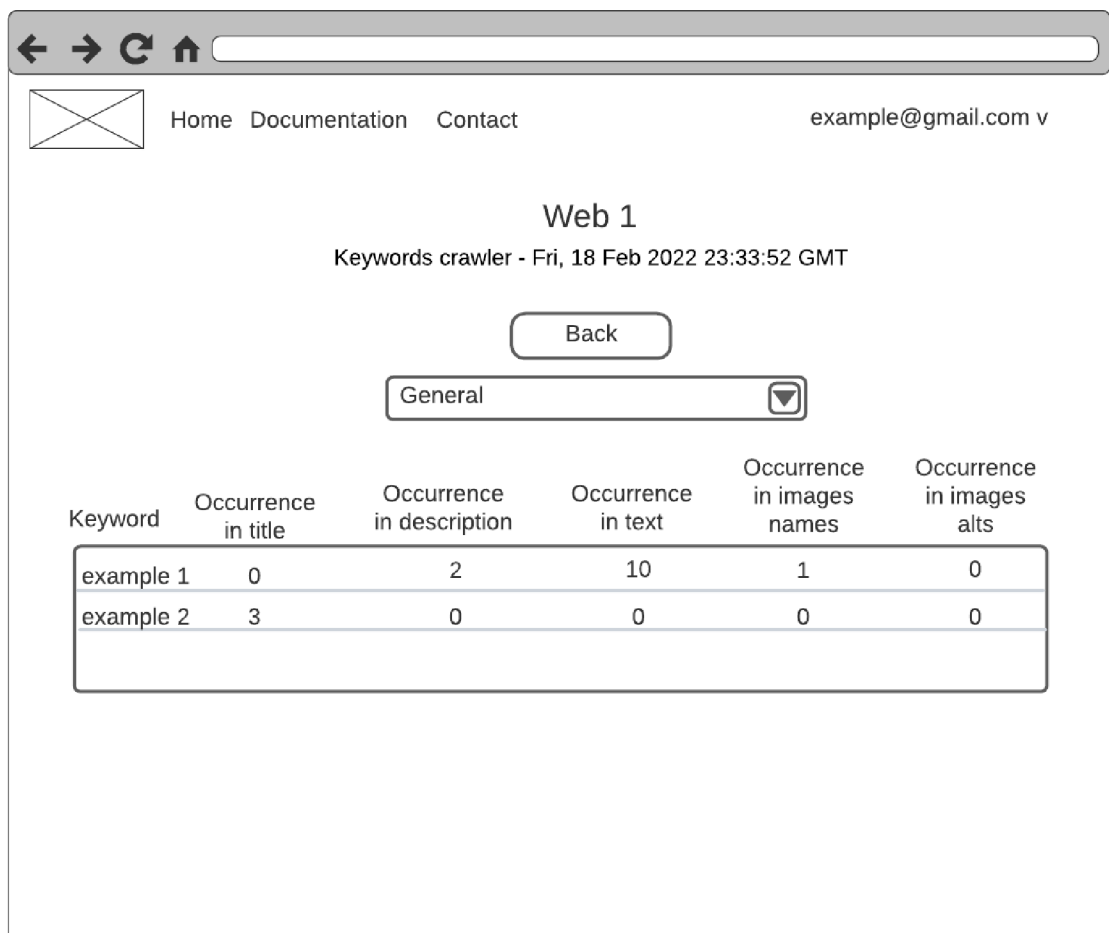 Home Documentation Contact example@gmail.com v
Web 1
Keywords crawler - Fri, 18 Feb 2022 23:33:52 GMT
Back
General
Keyword
Occurrence
in title
Occurrence
in description
Occurrence
in text
Occurrence
in images
names
Occurrence
in images
alts
example 1 0 2 10 1 0
example 2 3 0 0 0 0